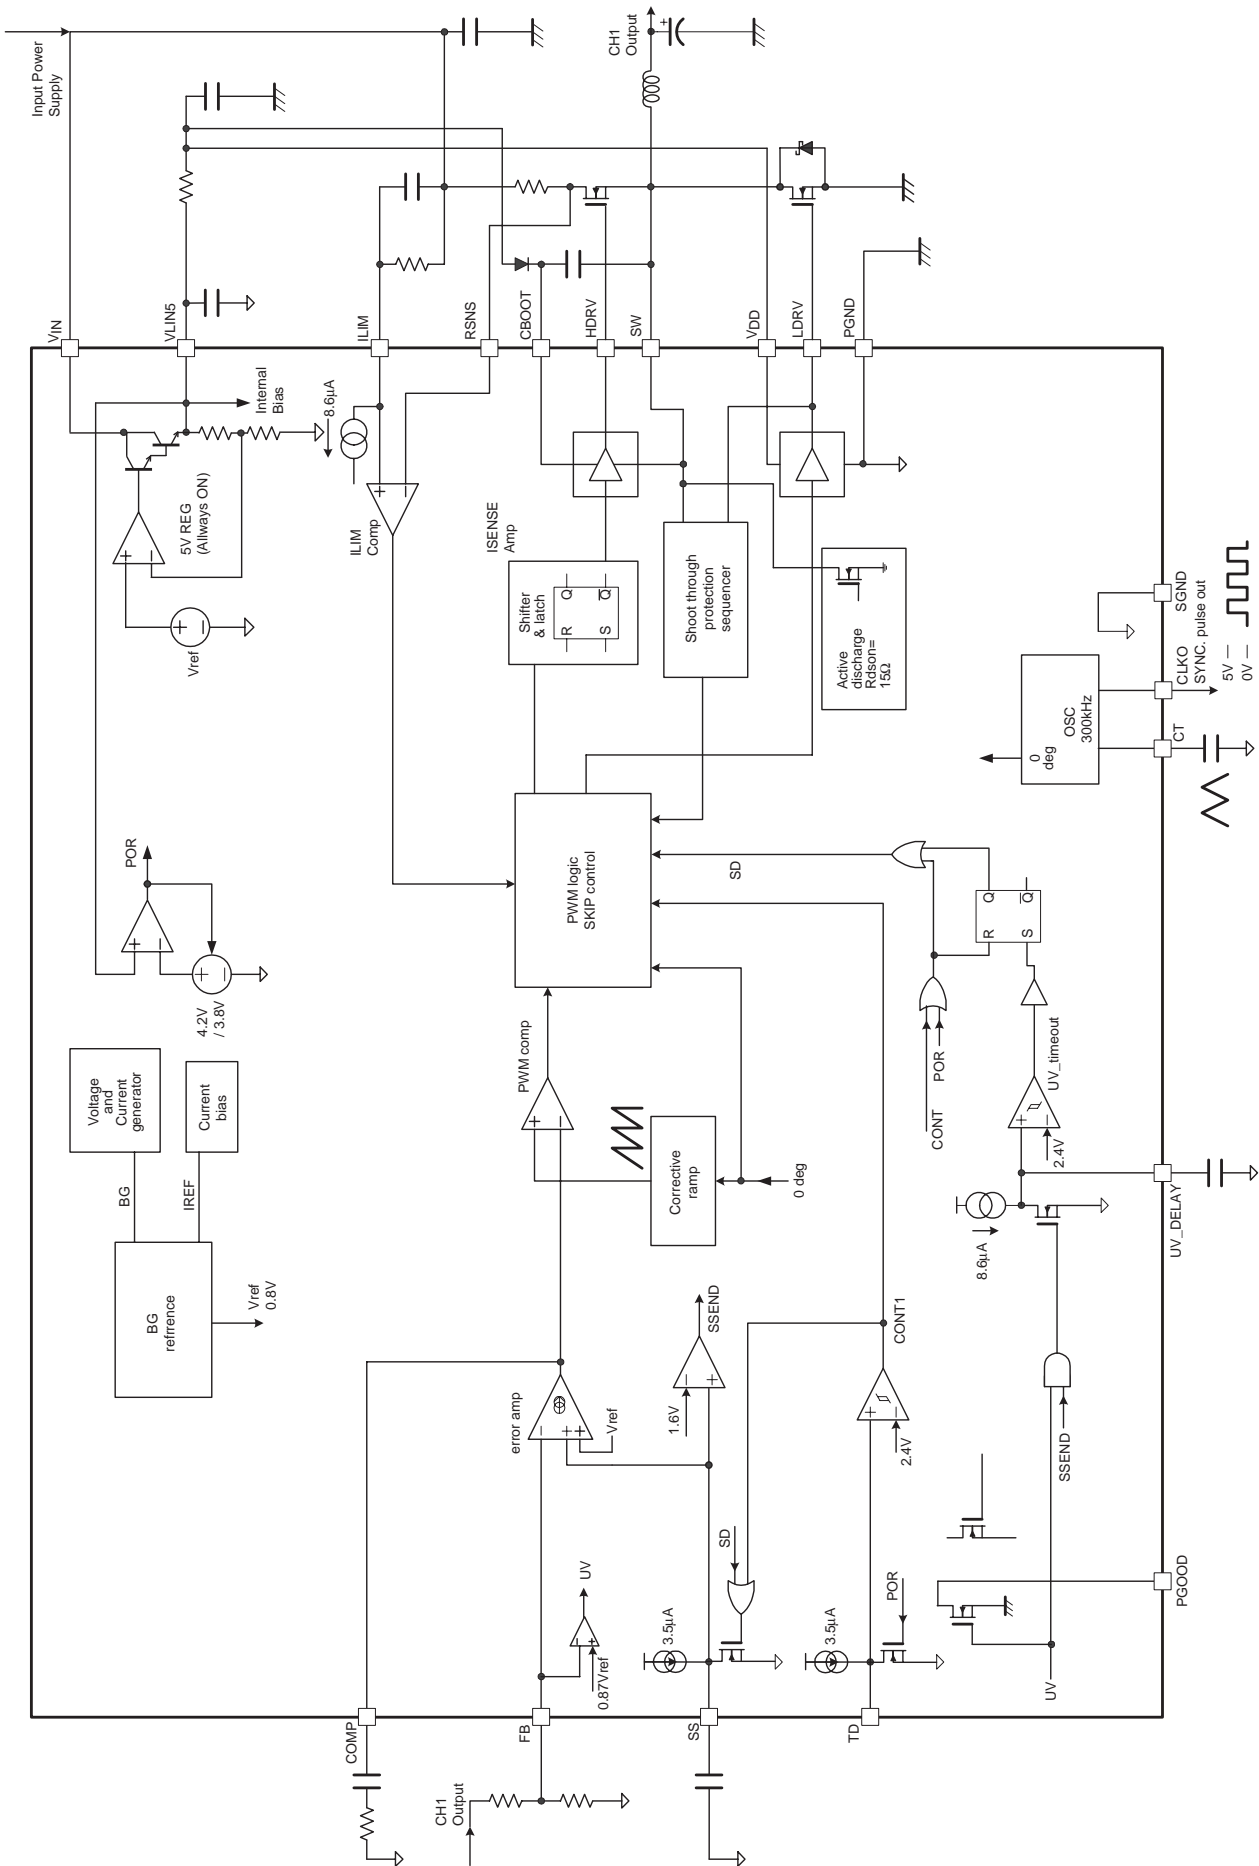 Input Power
Supply
CH1
Output
VIN
VLIN5
ILIM
RSNS
CBOOT
HDRV
SW
VDD
LDRV
PGND
Internal
Bias
8.6μA
5V REG
(Allways ON)
Vref
ILIM
Comp
ISENSE
Amp
Shifter
& latch
R
Q
S
Q
Shoot through
protection
sequencer
Active
discharge
Rdson=
15Ω
SGND
CLKO
SYNC. pulse out
5V
0V
CT
OSC
300kHz
0
deg
POR
4.2V
/ 3.8V
PWM logic
SKIP control
SD
R
Q
S
Q
POR
CONT
UV_timeout
2.4V
UV_DELAY
8.6μA
Voltage
and
Current
generator
Current
bias
BG
IREF
BG
refrrence
Vref
0.8V
PWM comp
Corrective
ramp
0 deg
error amp
Vref
SSEND
1.6V
CONT1
2.4V
SSEND
UV
0.87Vref
SD
3.5μA
3.5μA
POR
UV
PGOOD
COMP
FB
SS
TD
CH1
Output